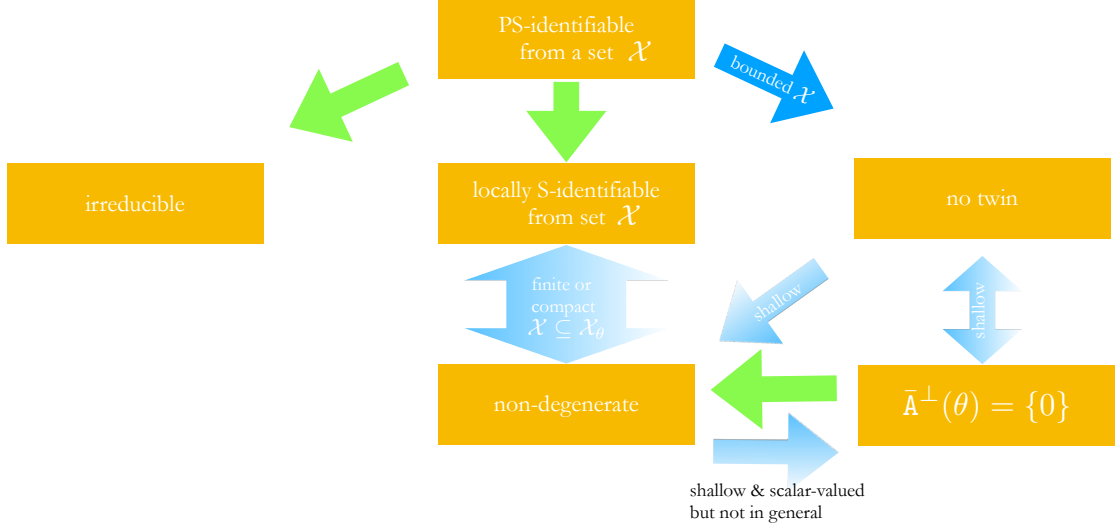 PS-identifiable
from a set 𝒳
bounded 𝒳
irreducible
locally S-identifiable
from set 𝒳
no twin
finite or
compact
𝒳 ⊆ 𝒳_θ
shallow
shallow
non-degenerate
Ā^⊥(θ) = {0}
shallow & scalar-valued
but not in general